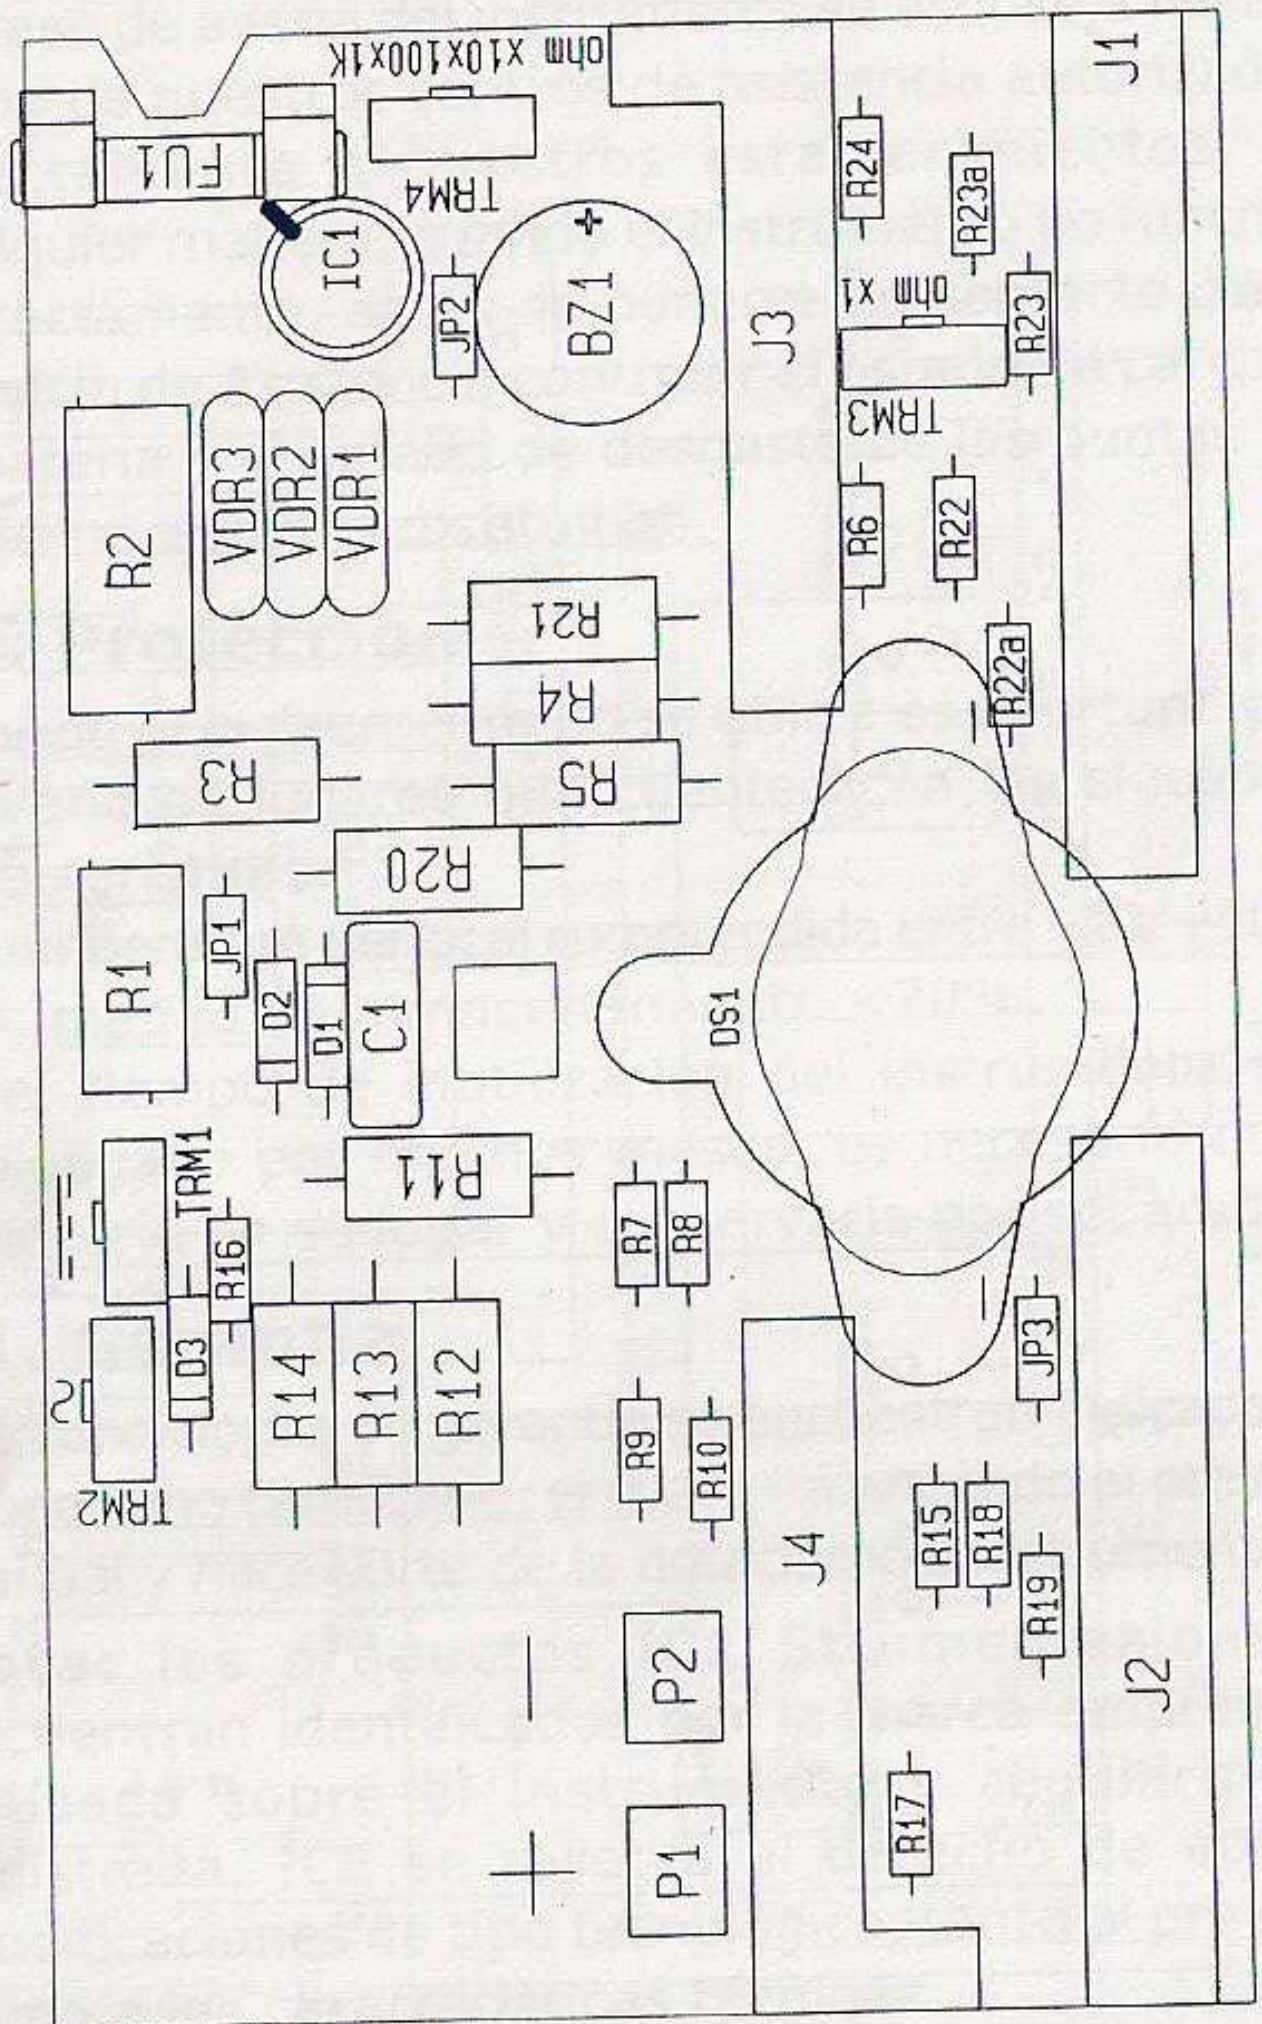 ohm x10x100x1K
J1
FU1
TRM4
R24
R23a
IC1
+
JP2
BZ1
J3
ohm x1
R23
TRM3
VDR3
VDR2
VDR1
R2
R6
R22
R21
R22a
R4
R3
R5
R20
R1
JP1
D2
D1
C1
DS1
TRM1
R11
R7
R8
R16
D3
R14
R13
R12
JP3
TRM2
R9
R10
J4
R15
R18
R19
P2
J2
R17
P1
+